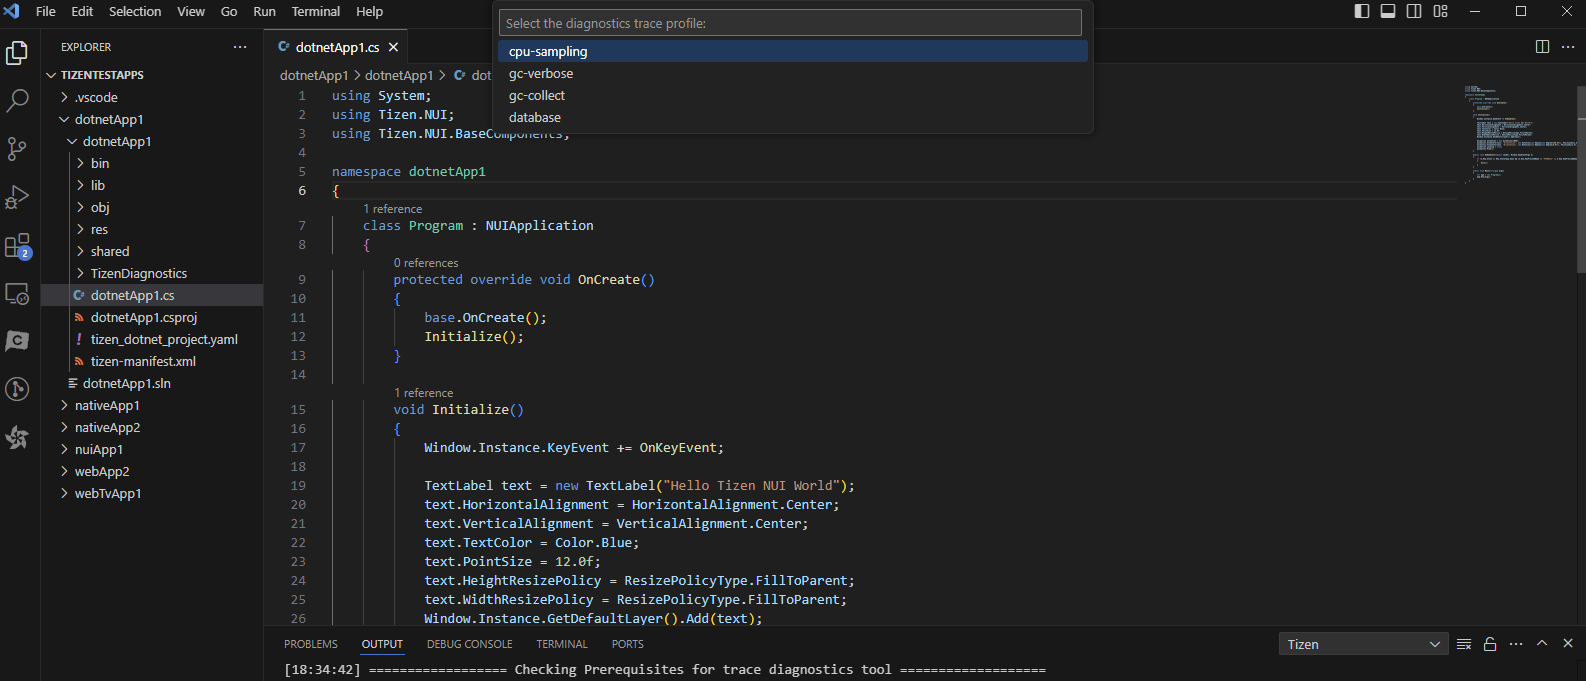 File Edit Selection View Go Run Terminal Help
Select the diagnostics trace profile:
cpu-sampling
gc-verbose
gc-collect
database
EXPLORER
TIZENTESTAPPS
.vscode
dotnetApp1
dotnetApp1
bin
lib
obj
res
shared
TizenDiagnostics
C# dotnetApp1.cs
dotnetApp1.csproj
! tizen_dotnet_project.yaml
tizen-manifest.xml
dotnetApp1.sln
nativeApp1
nativeApp2
nuiApp1
webApp2
webTvApp1
2
C
C# dotnetApp1.cs
dotnetApp1 > dotnetApp1 > C# dot
1 using System;
2 using Tizen.NUI;
3 using Tizen.NUI.BaseComponents;
4
5 namespace dotnetApp1
6 {
1 reference
7 class Program : NUIApplication
8 {
0 references
9 protected override void OnCreate()
10 {
11 base.OnCreate();
12 Initialize();
13 }
14
1 reference
15 void Initialize()
16 {
17 Window.Instance.KeyEvent += OnKeyEvent;
18
19 TextLabel text = new TextLabel("Hello Tizen NUI World");
20 text.HorizontalAlignment = HorizontalAlignment.Center;
21 text.VerticalAlignment = VerticalAlignment.Center;
22 text.TextColor = Color.Blue;
23 text.PointSize = 12.0f;
24 text.HeightResizePolicy = ResizePolicyType.FillToParent;
25 text.WidthResizePolicy = ResizePolicyType.FillToParent;
26 Window.Instance.GetDefaultLayer().Add(text);
PROBLEMS OUTPUT DEBUG CONSOLE TERMINAL PORTS
Tizen
[18:34:42] ================== Checking Prerequisites for trace diagnostics tool ===================